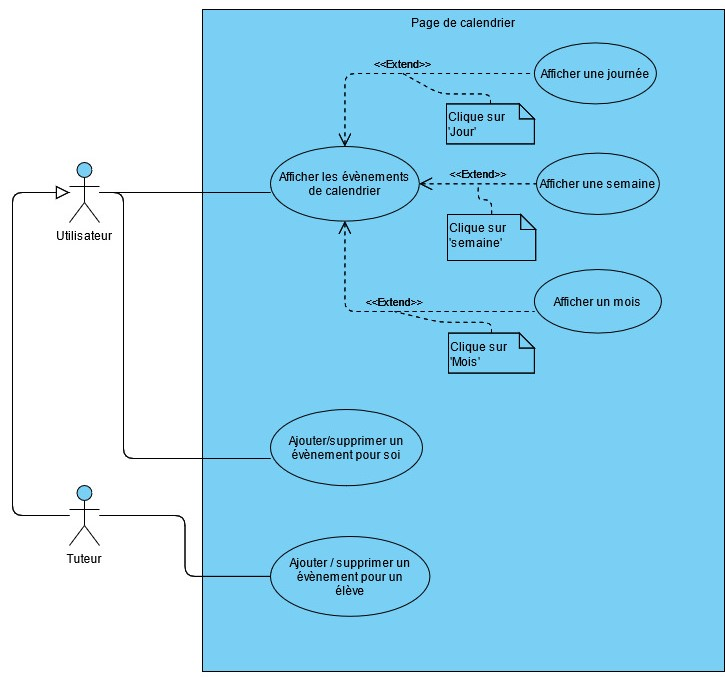 Page de calendrier
<<Extend>>
Afficher une journée
Clique sur
'Jour'
Afficher les évènements
de calendrier
<<Extend>>
Afficher une semaine
Clique sur
'semaine'
Utilisateur
<<Extend>>
Afficher un mois
Clique sur
'Mois'
Ajouter/supprimer un
évènement pour soi
Tuteur
Ajouter / supprimer un
évènement pour un
élève